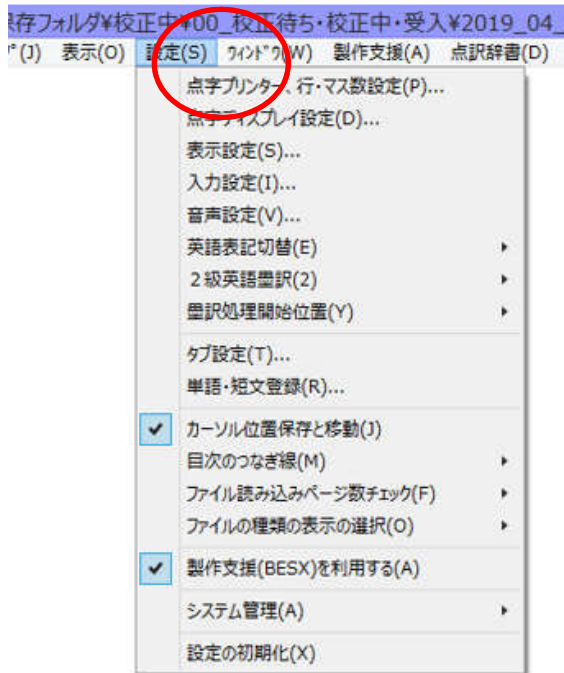 保存フォルダ¥校正中¥00_校正待ち・校正中・受入¥2019_04_
(J) 表示(O) 設定(S) ウィンドウ(W) 製作支援(A) 点訳辞書(D)
点字プリンター、行・マス数設定(P)...
点字ディスプレイ設定(D)...
表示設定(S)...
入力設定(I)...
音声設定(V)...
英語表記切替(E)
2級英語墨訳(2)
墨訳処理開始位置(Y)
タブ設定(T)...
単語・短文登録(R)...
カーソル位置保存と移動(J)
目次のつなぎ線(M)
ファイル読み込みページ数チェック(F)
ファイルの種類の表示の選択(O)
製作支援(BESX)を利用する(A)
システム管理(A)
設定の初期化(X)